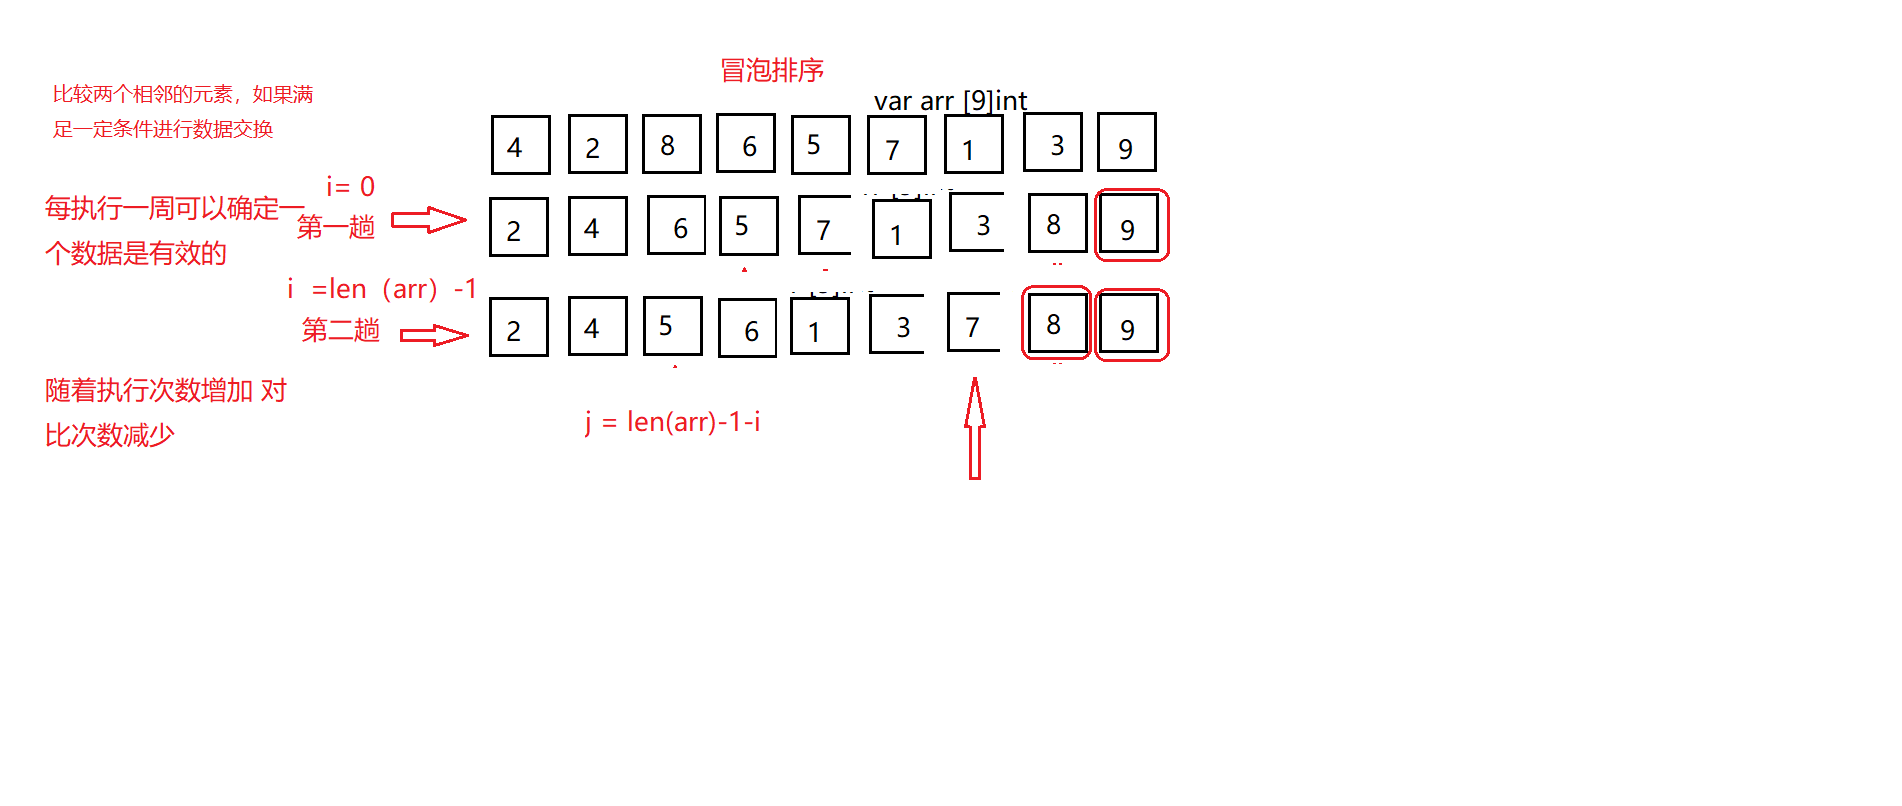 冒泡排序
比较两个相邻的元素，如果满
足一定条件进行数据交换
var arr [9]int
4 2 8 6 5 7 1 3 9
i= 0
每执行一周可以确定一
个数据是有效的
第一趟
2 4 6 5 7 1 3 8 9
i =len（arr）-1
第二趟
2 4 5 6 1 3 7 8 9
随着执行次数增加 对
比次数减少
j = len(arr)-1-i